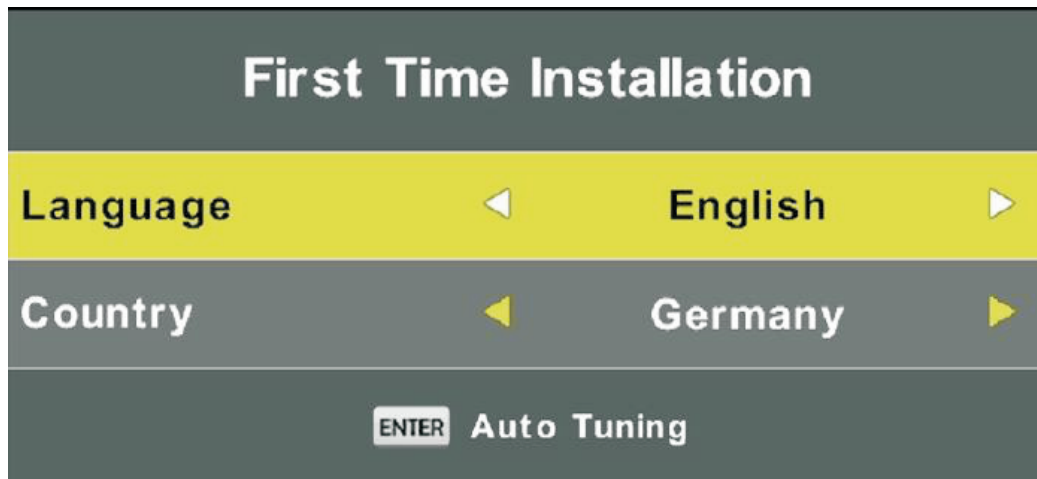 First Time Installation
Language English
Country Germany
ENTER Auto Tuning